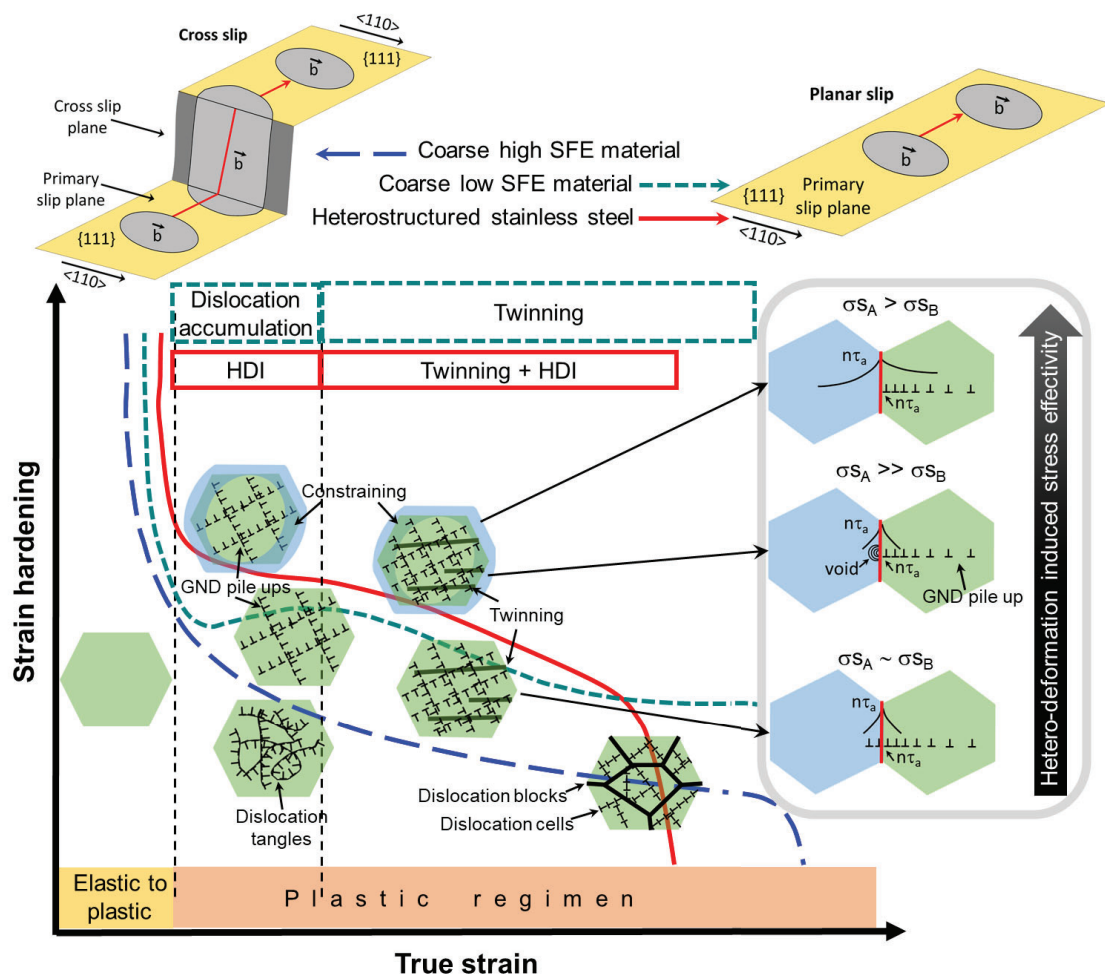 Cross slip
<110>
{111}
b
b
Cross slip
plane
Primary
slip plane
b
{111}
<110>
Coarse high SFE material
Coarse low SFE material
Heterostructured stainless steel
Planar slip
b
b
{111}
Primary
slip plane
<110>
Dislocation
accumulation
Twinning
HDI
Twinning + HDI
Constraining
GND pile ups
Twinning
Dislocation
tangles
Dislocation blocks
Dislocation cells
σS_A > σS_B
nτ_a
nτ_a
σS_A >> σS_B
nτ_a
void
nτ_a
GND pile up
σS_A ~ σS_B
nτ_a
nτ_a
Hetero-deformation induced stress effectivity
Strain hardening
Elastic to
plastic
Plastic regimen
True strain